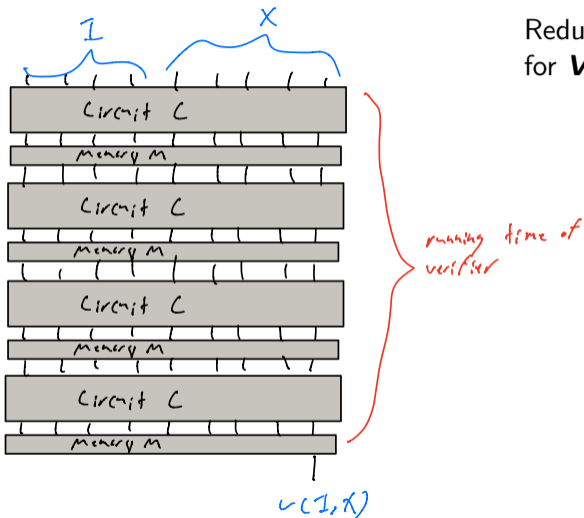 I
X
Redu
for V
Circuit C
Memory M
Circuit C
Memory M
Circuit C
Memory M
Circuit C
Memory M
running time of
verifier
v(I,X)